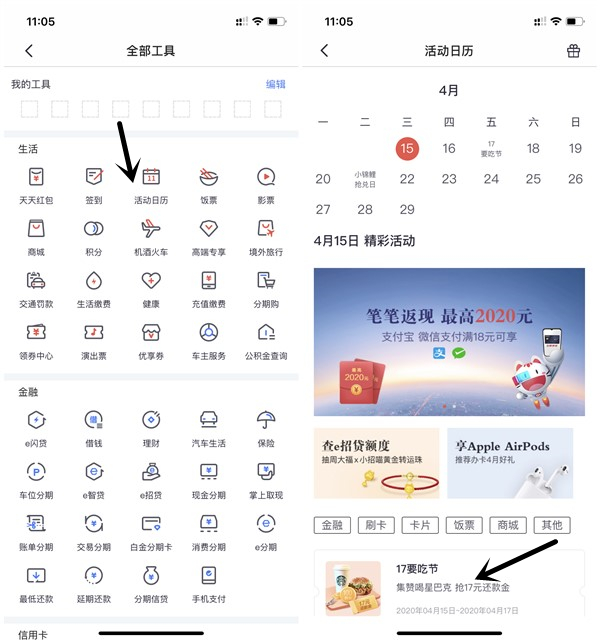 11:05
全部工具
我的工具
编辑
生活
天天红包 签到 活动日历 饭票 影票
商城 积分 机酒火车 高端专享 境外旅行
交通罚款 生活缴费 健康 充值缴费 分期购
领券中心 演出票 优享券 车主服务 公积金查询
金融
e闪贷 借钱 理财 汽车生活 保险
车位分期 e智贷 e招贷 现金分期 掌上取现
账单分期 交易分期 白金分期卡 消费分期 e分期
最低还款 延期还款 分期信贷 手机支付
信用卡
11:05
活动日历
4月
一 二 三 四 五 六 日
15 16 17 要吃节 18 19
20 小锦鲤 抢兑日 22 23 24 25 26
27 28 29
4月15日 精彩活动
笔笔返现 最高2020元
支付宝 微信支付满18元可享
2020元
查e招贷额度
抽周大福x小招喵黄金转运珠
享Apple AirPods
推荐办卡4月好礼
金融 刷卡 卡片 饭票 商城 其他
17要吃节
集赞喝星巴克 抢17元还款金
2020年04月15日~2020年04月17日